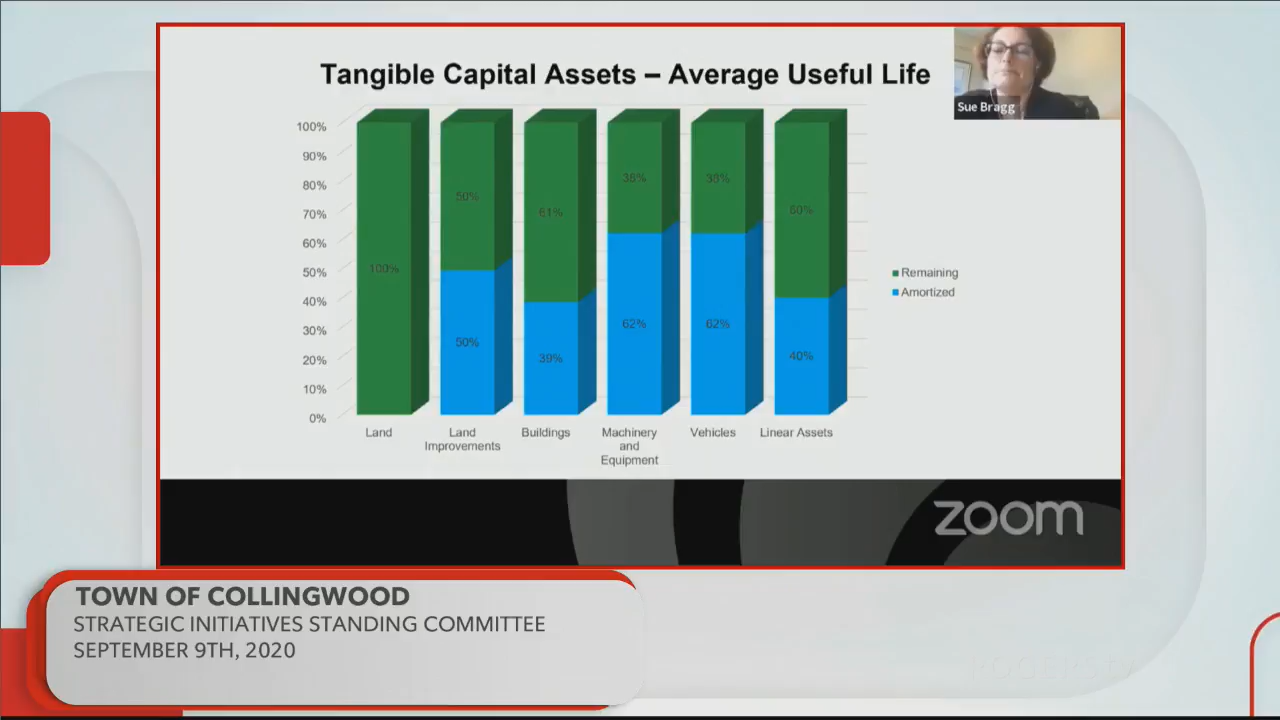 Tangible Capital Assets – Average Useful Life
Sue Bragg
100%
90%
80%
70%
60%
50%
40%
30%
20%
10%
0%
100%
50%
50%
61%
39%
38%
62%
38%
62%
60%
40%
Land
Land
Improvements
Buildings
Machinery
and
Equipment
Vehicles
Linear Assets
Remaining
Amortized
zoom
TOWN OF COLLINGWOOD
STRATEGIC INITIATIVES STANDING COMMITTEE
SEPTEMBER 9TH, 2020